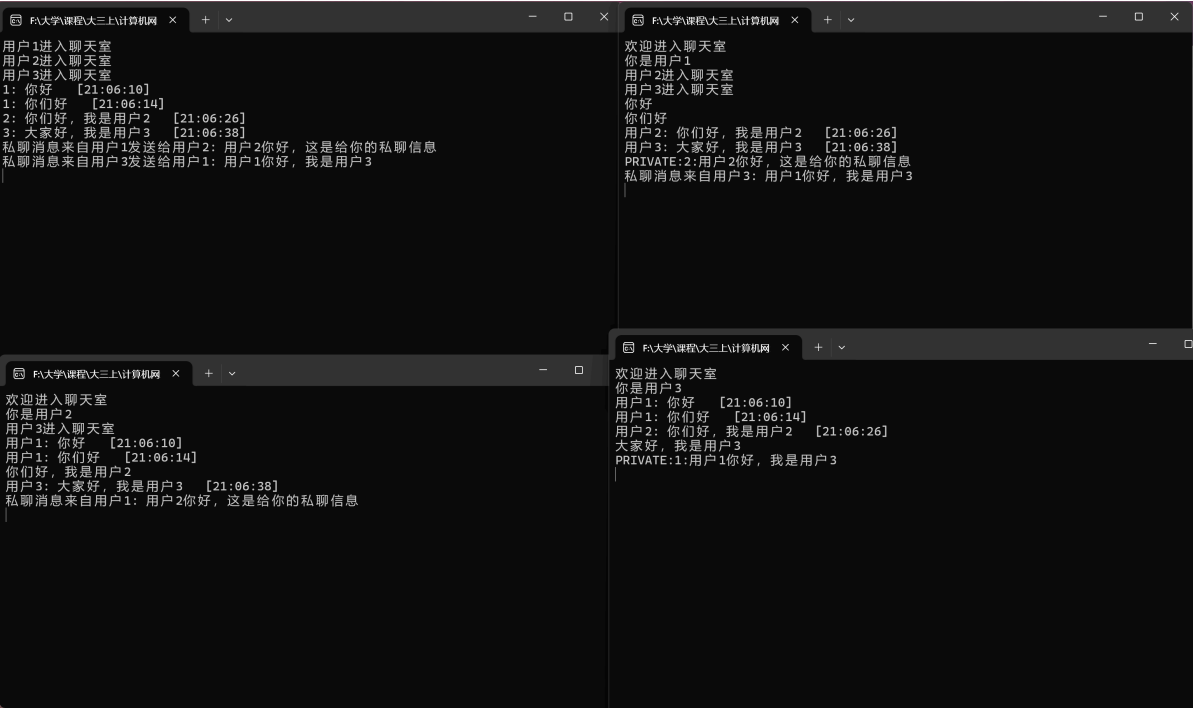 F:\大学\课程\大三上\计算机网
用户1进入聊天室
用户2进入聊天室
用户3进入聊天室
1: 你好   [21:06:10]
1: 你们好   [21:06:14]
2: 你们好，我是用户2   [21:06:26]
3: 大家好，我是用户3   [21:06:38]
私聊消息来自用户1发送给用户2: 用户2你好，这是给你的私聊信息
私聊消息来自用户3发送给用户1: 用户1你好，我是用户3
F:\大学\课程\大三上\计算机网
欢迎进入聊天室
你是用户1
用户2进入聊天室
用户3进入聊天室
你好
你们好
用户2: 你们好，我是用户2   [21:06:26]
用户3: 大家好，我是用户3   [21:06:38]
PRIVATE:2:用户2你好，这是给你的私聊信息
私聊消息来自用户3: 用户1你好，我是用户3
F:\大学\课程\大三上\计算机网
欢迎进入聊天室
你是用户2
用户3进入聊天室
用户1: 你好   [21:06:10]
用户1: 你们好   [21:06:14]
你们好，我是用户2
用户3: 大家好，我是用户3   [21:06:38]
私聊消息来自用户1: 用户2你好，这是给你的私聊信息
F:\大学\课程\大三上\计算机网
欢迎进入聊天室
你是用户3
用户1: 你好   [21:06:10]
用户1: 你们好   [21:06:14]
用户2: 你们好，我是用户2   [21:06:26]
大家好，我是用户3
PRIVATE:1:用户1你好，我是用户3